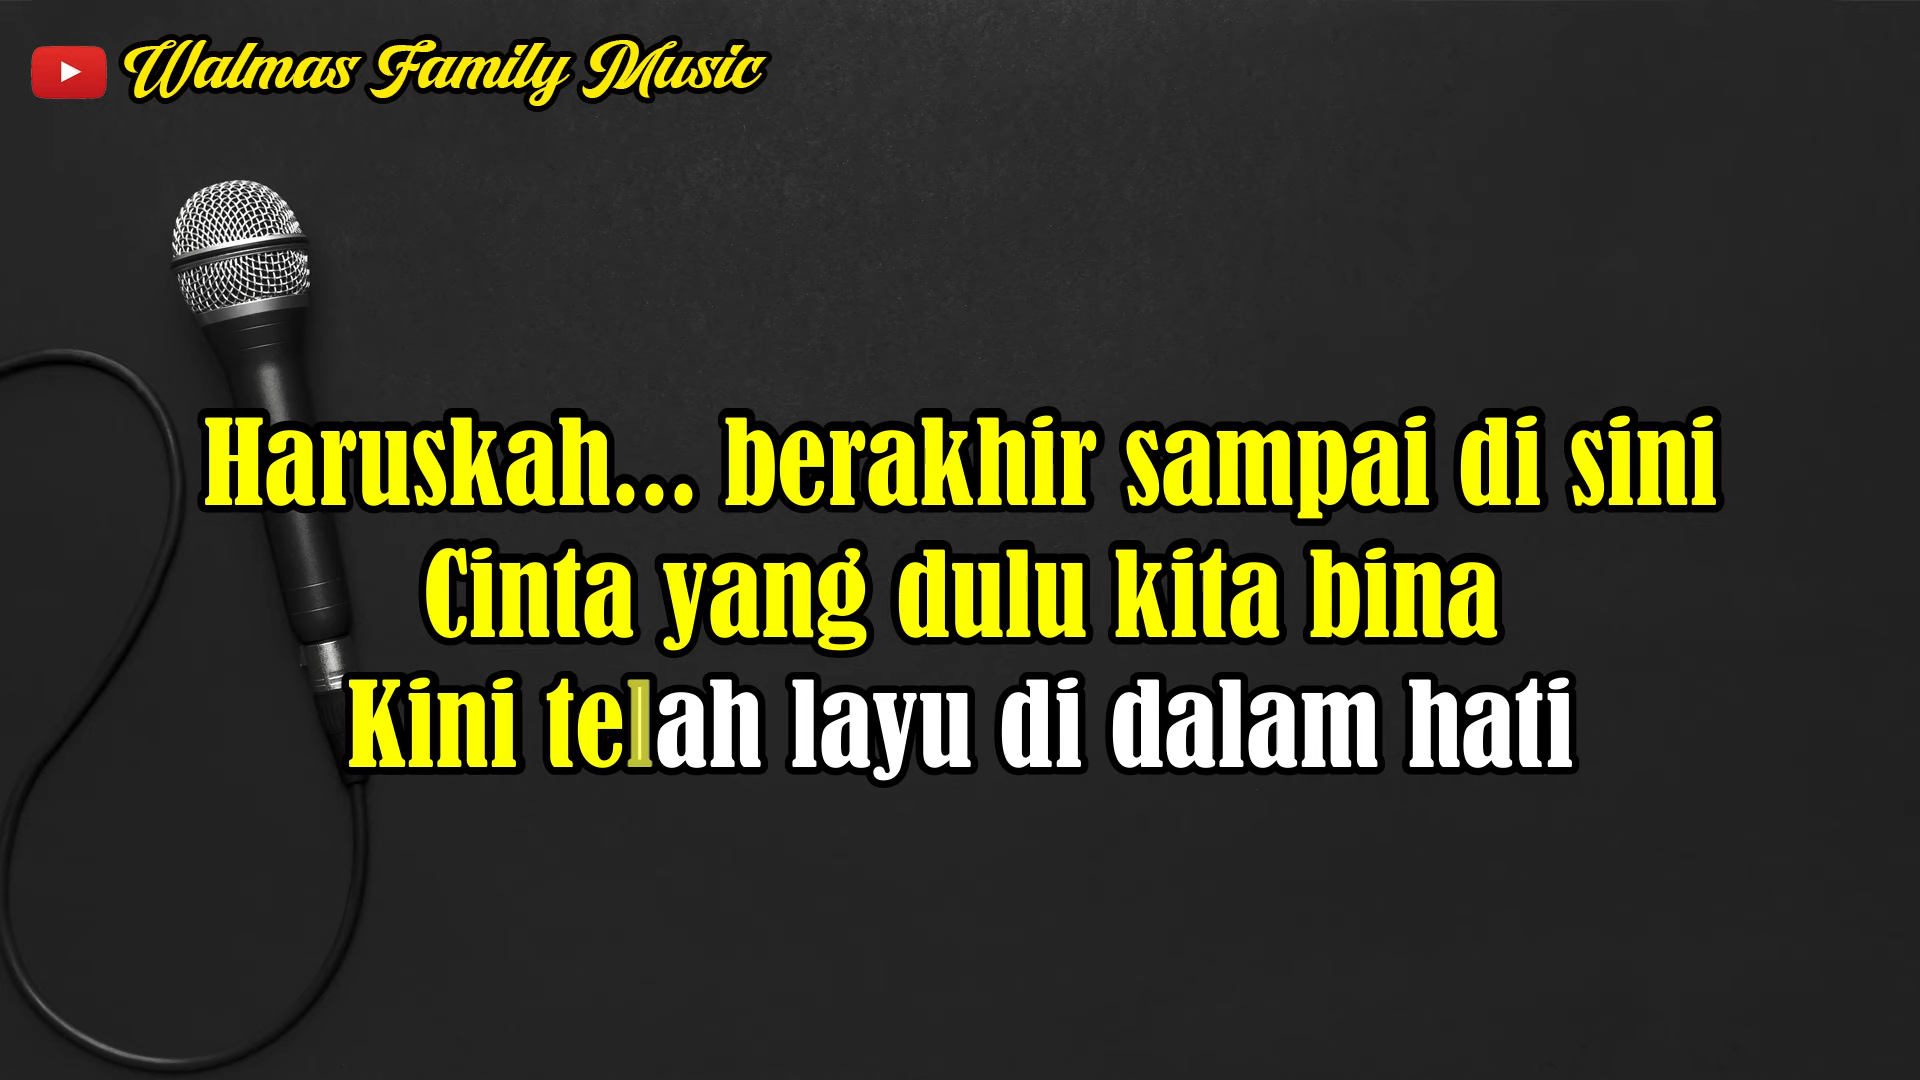 Walmas Family Music
Haruskah... berakhir sampai di sini
Cinta yang dulu kita bina
Kini telah layu di dalam hati